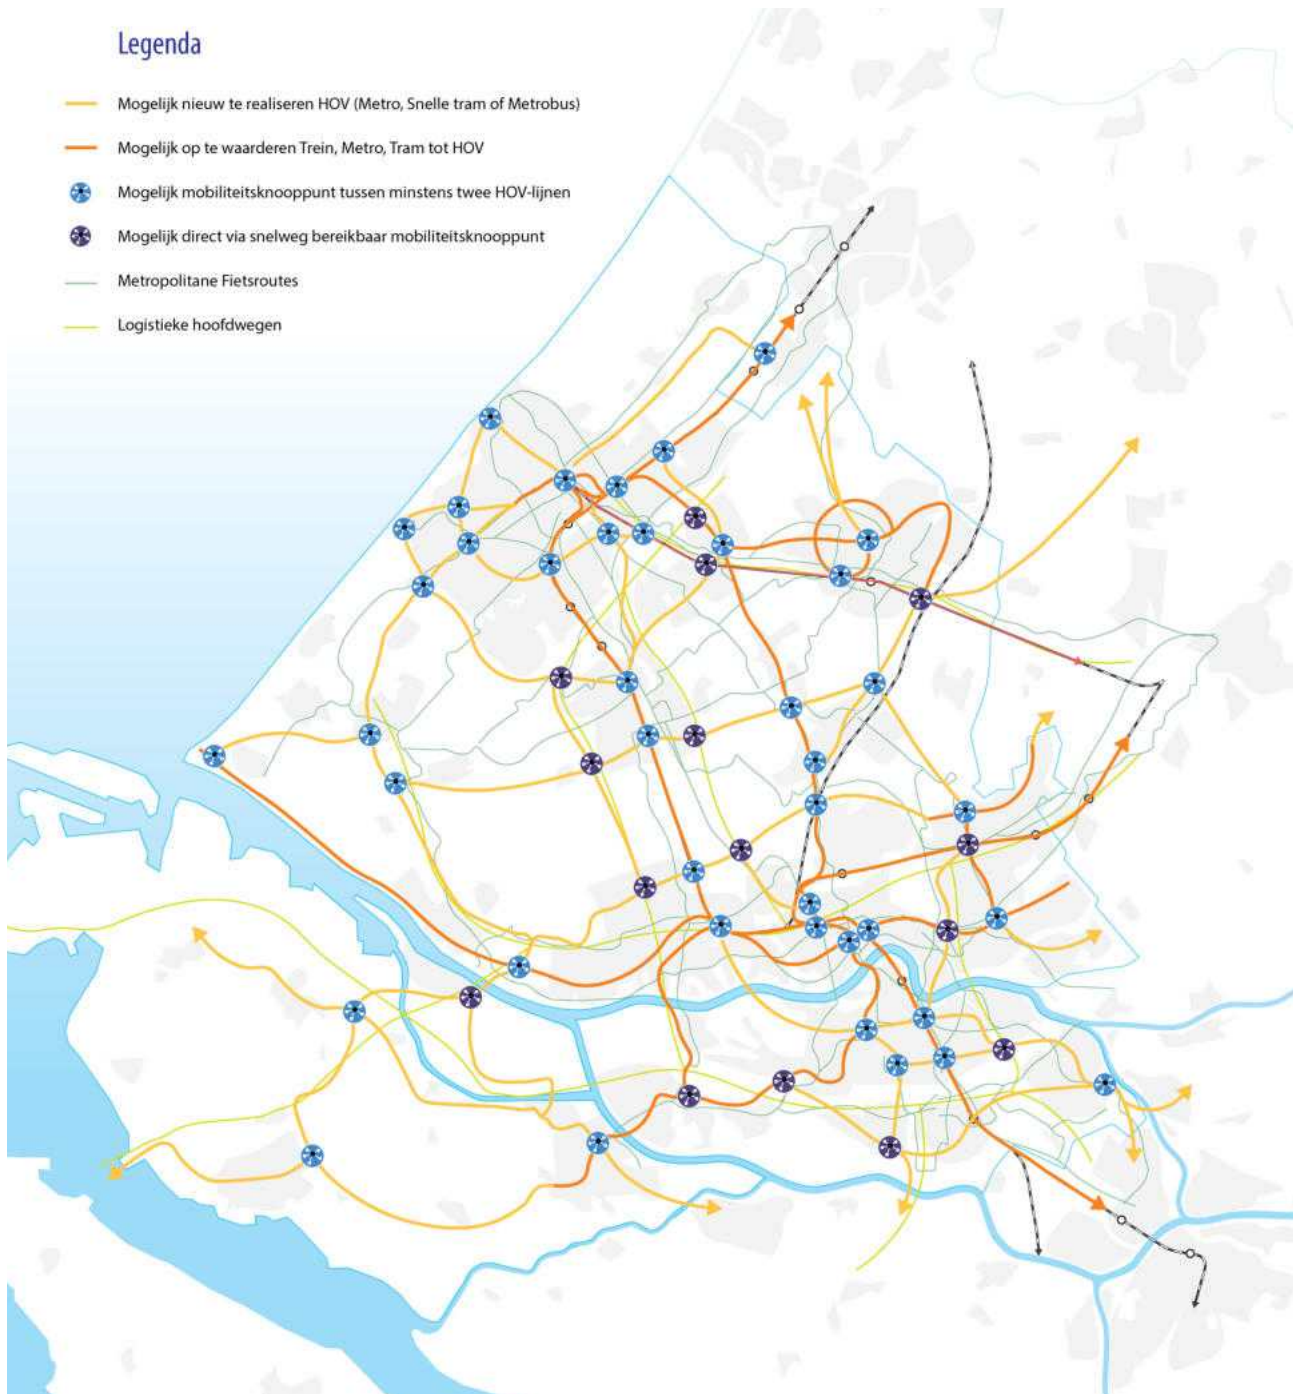 Legenda
Mogelijk nieuw te realiseren HOV (Metro, Snelle tram of Metrobus)
Mogelijk op te waarderen Trein, Metro, Tram tot HOV
Mogelijk mobiliteitsknooppunt tussen minstens twee HOV-lijnen
Mogelijk direct via snelweg bereikbaar mobiliteitsknooppunt
Metropolitane Fietsroutes
Logistieke hoofdwegen